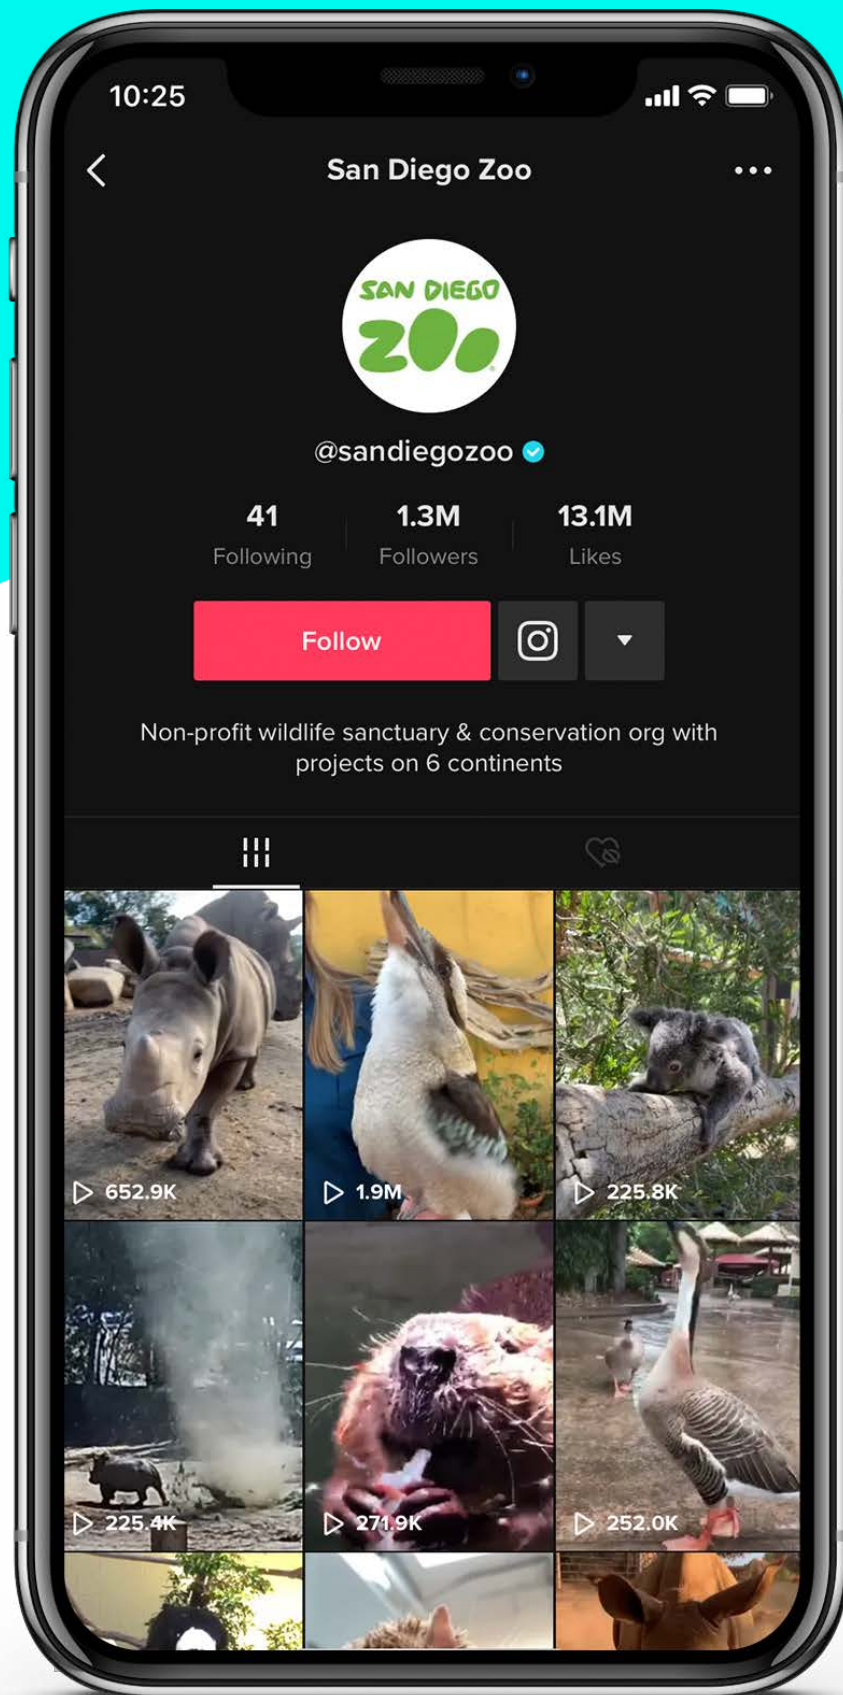 10:25
San Diego Zoo
SAN DIEGO
ZOO
@sandiegozoo
41
1.3M
13.1M
Following
Followers
Likes
Follow
Non-profit wildlife sanctuary & conservation org with
projects on 6 continents
652.9K
1.9M
225.8K
225.4K
271.9K
252.0K